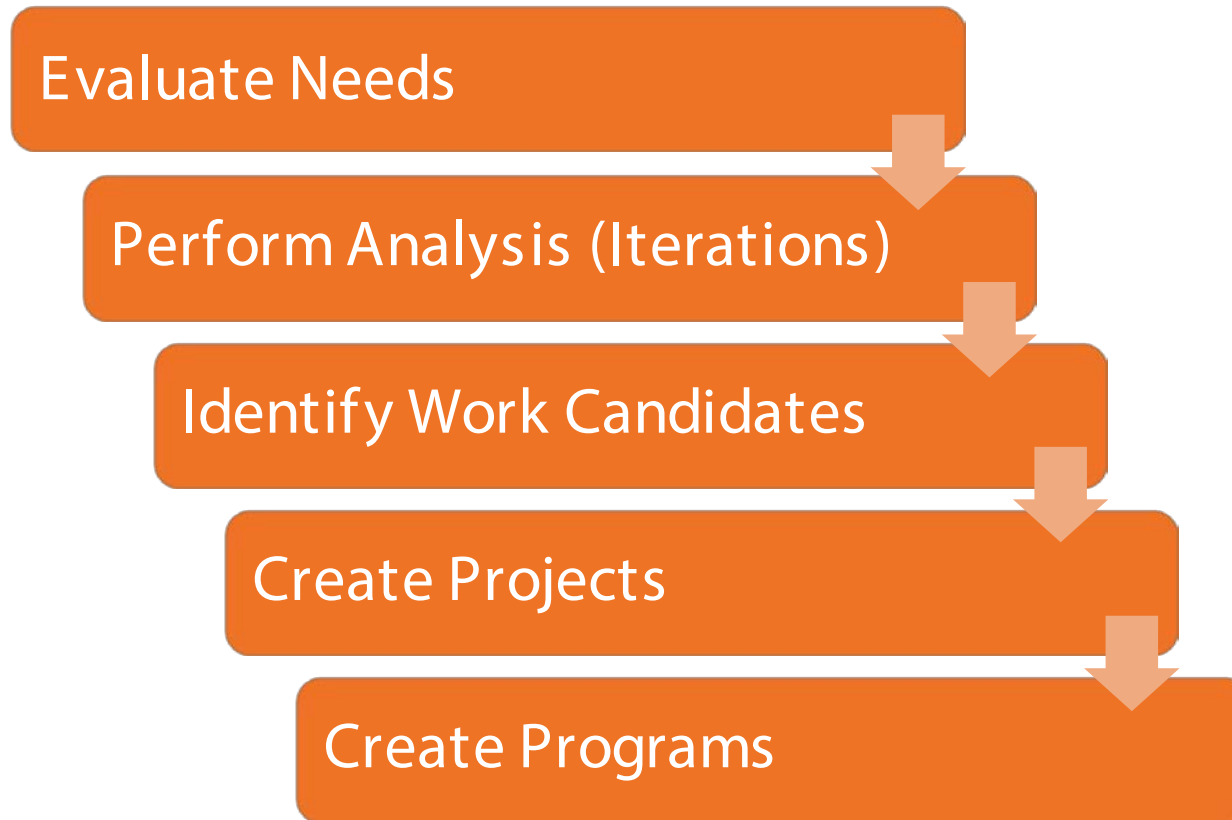 Evaluate Needs
Perform Analysis (Iterations)
Identify Work Candidates
Create Projects
Create Programs